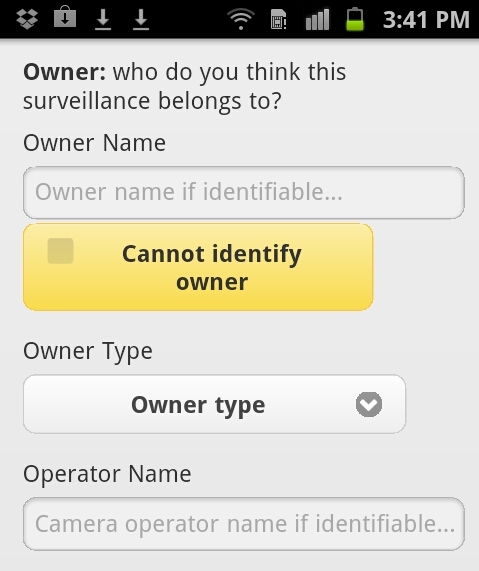 3:41 PM
Owner: who do you think this
surveillance belongs to?
Owner Name
Owner name if identifiable...
Cannot identify
owner
Owner Type
Owner type
Operator Name
Camera operator name if identifiable...